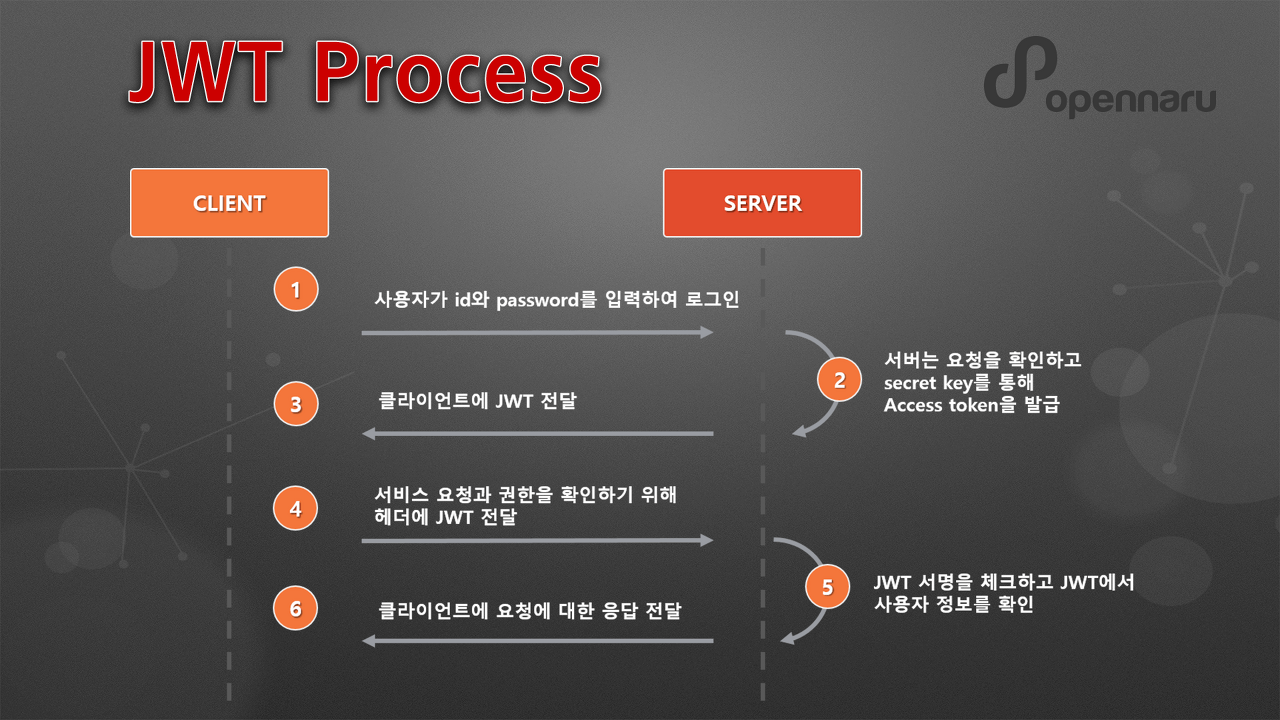 JWT Process
opennaru
CLIENT
SERVER
1
사용자가 id와 password를 입력하여 로그인
2
서버는 요청을 확인하고
secret key를 통해
Access token을 발급
3
클라이언트에 JWT 전달
4
서비스 요청과 권한을 확인하기 위해
헤더에 JWT 전달
5
JWT 서명을 체크하고 JWT에서
사용자 정보를 확인
6
클라이언트에 요청에 대한 응답 전달